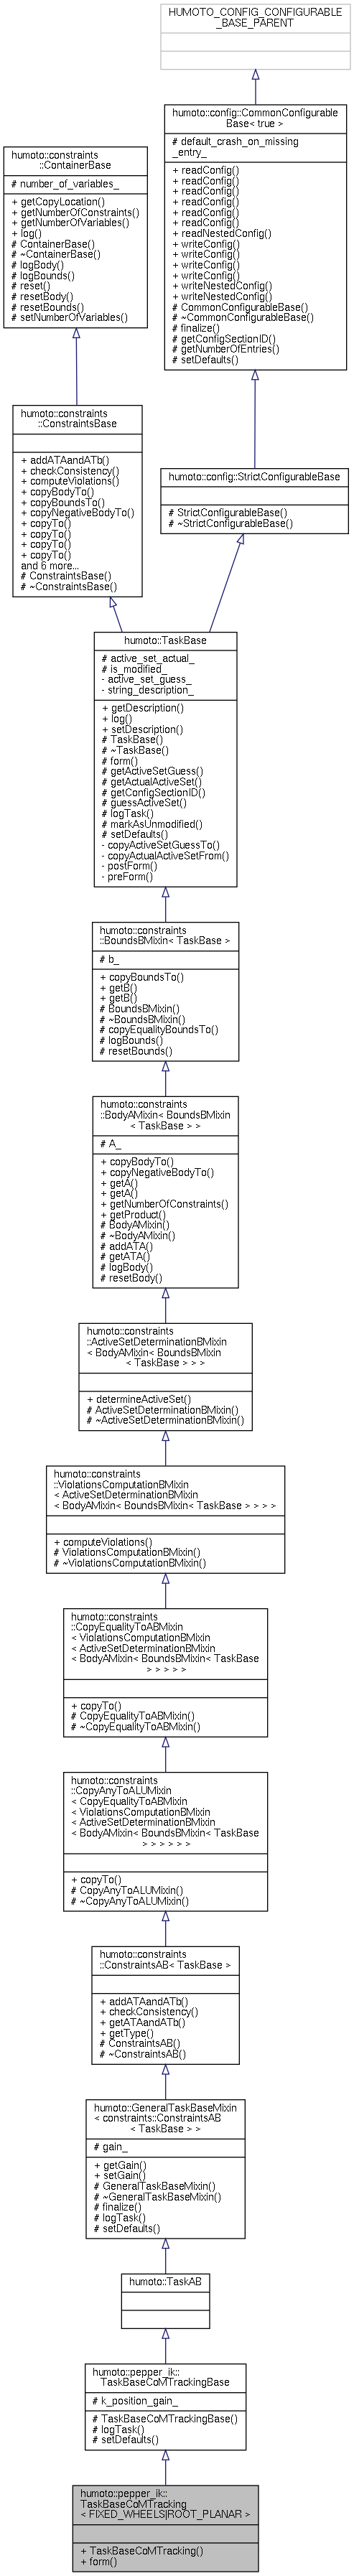 HUMOTO_CONFIG_CONFIGURABLE
_BASE_PARENT
humoto::config::CommonConfigurable
Base< true >
# default_crash_on_missing
_entry_
+ readConfig()
+ readConfig()
+ readConfig()
+ readConfig()
+ readConfig()
+ readConfig()
+ readNestedConfig()
+ writeConfig()
+ writeConfig()
+ writeConfig()
+ writeConfig()
+ writeNestedConfig()
+ writeNestedConfig()
# CommonConfigurableBase()
# ~CommonConfigurableBase()
# finalize()
# getConfigSectionID()
# getNumberOfEntries()
# setDefaults()
humoto::constraints
::ContainerBase
# number_of_variables_
+ getCopyLocation()
+ getNumberOfConstraints()
+ getNumberOfVariables()
+ log()
# ContainerBase()
# ~ContainerBase()
# logBody()
# logBounds()
# reset()
# resetBody()
# resetBounds()
# setNumberOfVariables()
humoto::constraints
::ConstraintsBase
+ addATAandATb()
+ checkConsistency()
+ computeViolations()
+ copyBodyTo()
+ copyBoundsTo()
+ copyNegativeBodyTo()
+ copyTo()
+ copyTo()
+ copyTo()
+ copyTo()
and 6 more...
# ConstraintsBase()
# ~ConstraintsBase()
humoto::config::StrictConfigurableBase
# StrictConfigurableBase()
# ~StrictConfigurableBase()
humoto::TaskBase
# active_set_actual_
# is_modified_
- active_set_guess_
- string_description_
+ getDescription()
+ log()
+ setDescription()
# TaskBase()
# ~TaskBase()
# form()
# getActiveSetGuess()
# getActualActiveSet()
# getConfigSectionID()
# guessActiveSet()
# logTask()
# markAsUnmodified()
# setDefaults()
- copyActiveSetGuessTo()
- copyActualActiveSetFrom()
- postForm()
- preForm()
humoto::constraints
::BoundsBMixin< TaskBase >
# b_
+ copyBoundsTo()
+ getB()
+ getB()
# BoundsBMixin()
# ~BoundsBMixin()
# copyEqualityBoundsTo()
# logBounds()
# resetBounds()
humoto::constraints
::BodyAMixin< BoundsBMixin
< TaskBase > >
# A_
+ copyBodyTo()
+ copyNegativeBodyTo()
+ getA()
+ getA()
+ getNumberOfConstraints()
+ getProduct()
# BodyAMixin()
# ~BodyAMixin()
# addATA()
# getATA()
# logBody()
# resetBody()
humoto::constraints
::ActiveSetDeterminationBMixin
< BodyAMixin< BoundsBMixin
< TaskBase > > >
+ determineActiveSet()
# ActiveSetDeterminationBMixin()
# ~ActiveSetDeterminationBMixin()
humoto::constraints
::ViolationsComputationBMixin
< ActiveSetDeterminationBMixin
< BodyAMixin< BoundsBMixin< TaskBase > > > >
+ computeViolations()
# ViolationsComputationBMixin()
# ~ViolationsComputationBMixin()
humoto::constraints
::CopyEqualityToABMixin
< ViolationsComputationBMixin
< ActiveSetDeterminationBMixin
< BodyAMixin< BoundsBMixin< TaskBase
> > > > >
+ copyTo()
# CopyEqualityToABMixin()
# ~CopyEqualityToABMixin()
humoto::constraints
::CopyAnyToALUMixin
< CopyEqualityToABMixin
< ViolationsComputationBMixin
< ActiveSetDeterminationBMixin
< BodyAMixin< BoundsBMixin< TaskBase
> > > > > >
+ copyTo()
# CopyAnyToALUMixin()
# ~CopyAnyToALUMixin()
humoto::constraints
::ConstraintsAB< TaskBase >
+ addATAandATb()
+ checkConsistency()
+ getATAandATb()
+ getType()
# ConstraintsAB()
# ~ConstraintsAB()
humoto::GeneralTaskBaseMixin
< constraints::ConstraintsAB
< TaskBase > >
# gain_
+ getGain()
+ setGain()
# GeneralTaskBaseMixin()
# ~GeneralTaskBaseMixin()
# finalize()
# logTask()
# setDefaults()
humoto::TaskAB
humoto::pepper_ik::
TaskBaseCoMTrackingBase
# k_position_gain_
# TaskBaseCoMTrackingBase()
# logTask()
# setDefaults()
humoto::pepper_ik::
TaskBaseCoMTracking
< FIXED_WHEELS|ROOT_PLANAR >
+ TaskBaseCoMTracking()
+ form()